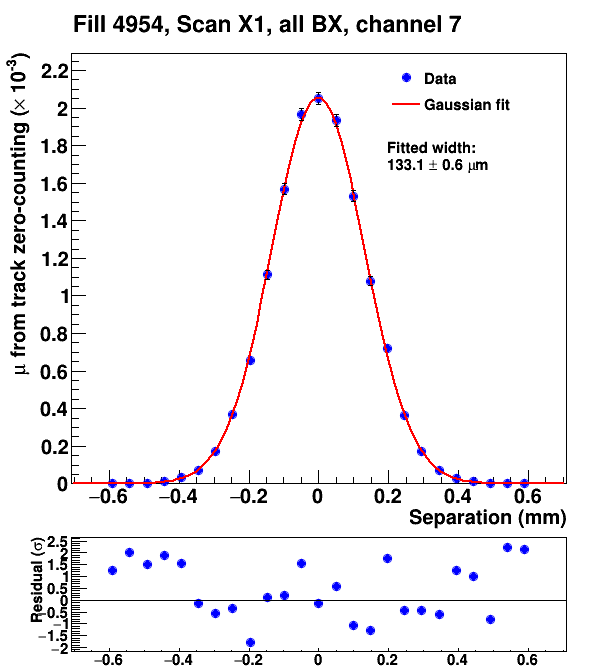 Fill 4954, Scan X1, all BX, channel 7
μ from track zero-counting (× 10⁻³)
2.2
2
1.8
1.6
1.4
1.2
1
0.8
0.6
0.4
0.2
0
Data
Gaussian fit
Fitted width:
133.1 ± 0.6 μm
−0.6 −0.4 −0.2 0 0.2 0.4 0.6
Separation (mm)
Residual (σ)
2.5
2
1.5
1
0.5
0
−0.5
−1
−1.5
−2
−0.6 −0.4 −0.2 0 0.2 0.4 0.6